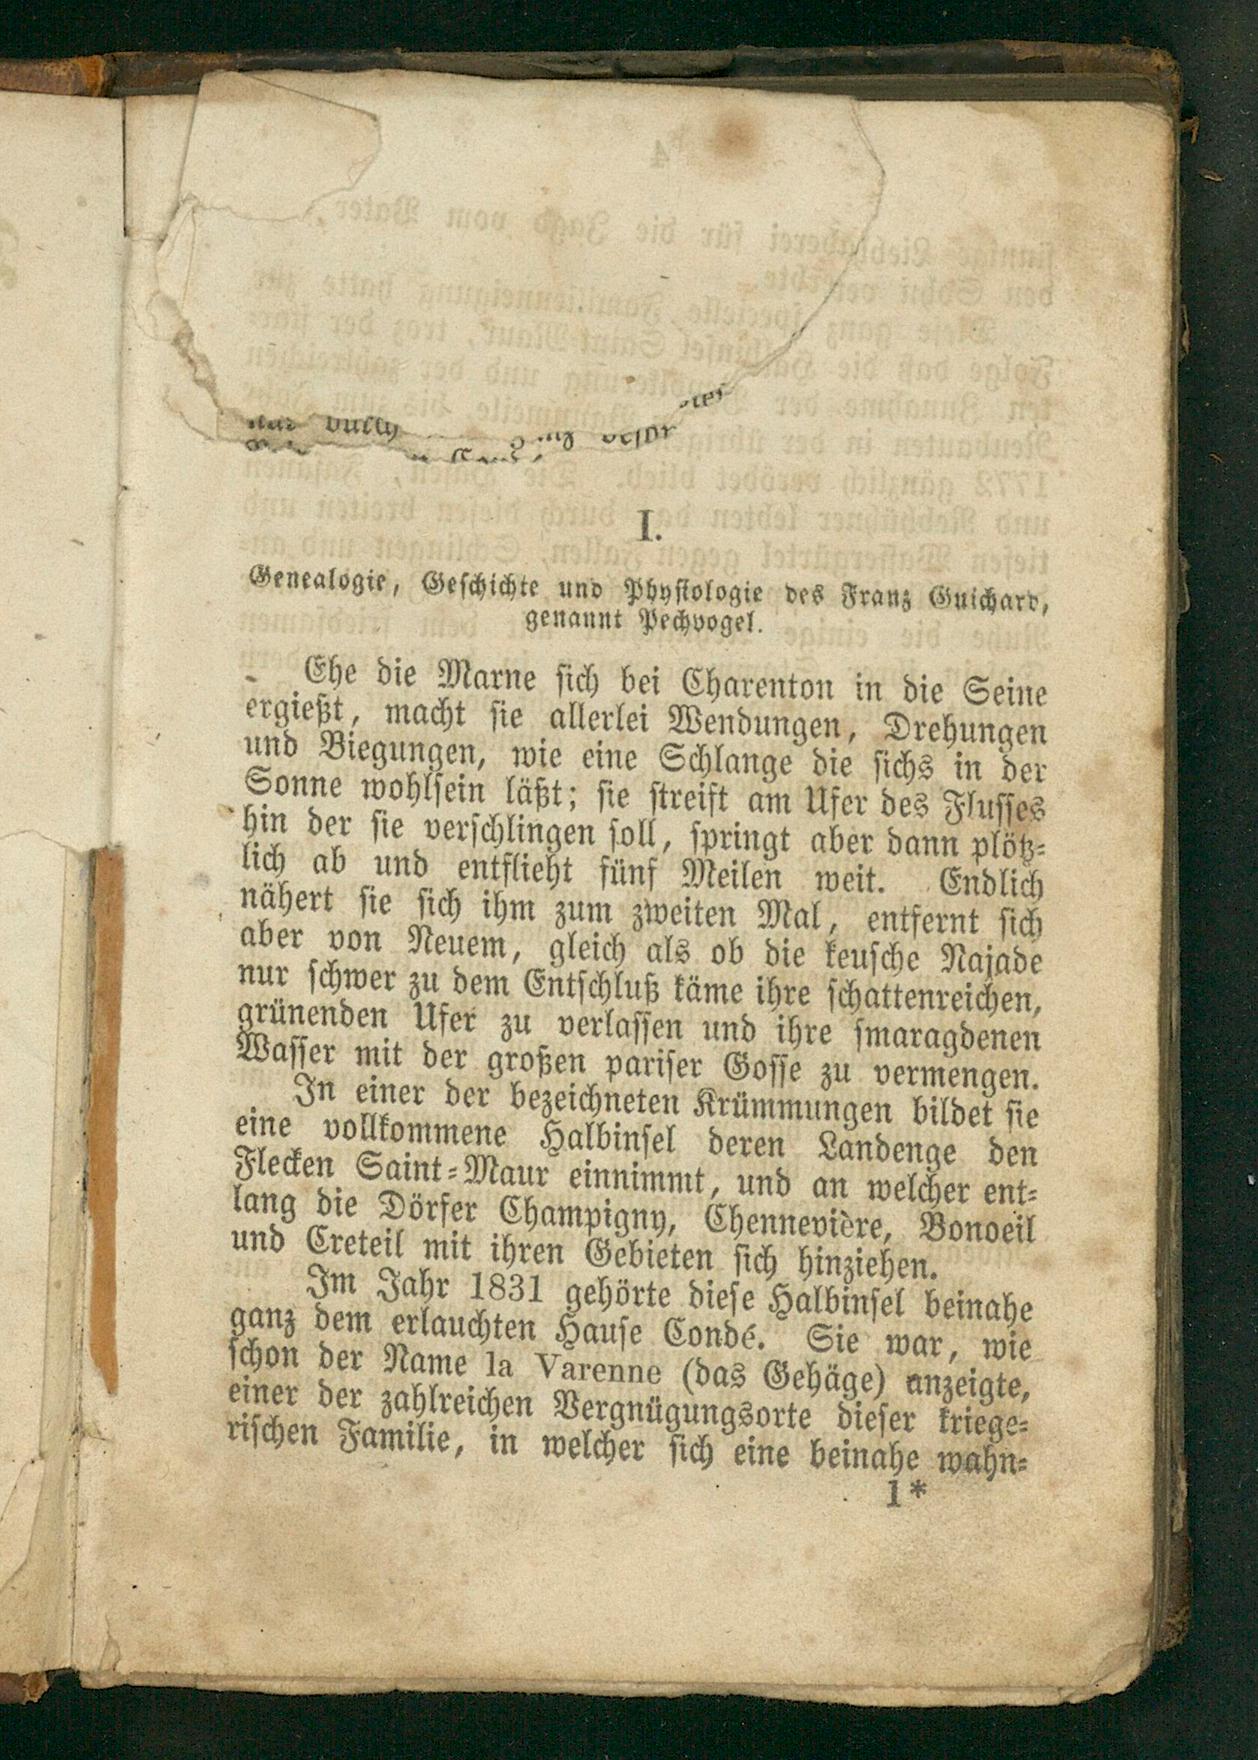 I.
Genealogie, Geschichte und Physiologie des Franz Guichard,
genannt Pechvogel.
Ehe die Marne sich bei Charenton in die Seine
ergießt, macht sie allerlei Wendungen, Drehungen
und Biegungen, wie eine Schlange die sichs in der
Sonne wohlsein läßt; sie streift am Ufer des Flusses
hin der sie verschlingen soll, springt aber dann plötz-
lich ab und entflieht fünf Meilen weit. Endlich
nähert sie sich ihm zum zweiten Mal, entfernt sich
aber von Neuem, gleich als ob die keusche Najade
nur schwer zu dem Entschluß käme ihre schattenreichen,
grünenden Ufer zu verlassen und ihre smaragdenen
Wasser mit der großen pariser Gosse zu vermengen.
In einer der bezeichneten Krümmungen bildet sie
eine vollkommene Halbinsel deren Landenge den
Flecken Saint-Maur einnimmt, und an welcher ent-
lang die Dörfer Champigny, Chennevière, Bonoeil
und Creteil mit ihren Gebieten sich hinziehen.
Im Jahr 1831 gehörte diese Halbinsel beinahe
ganz dem erlauchten Hause Condé. Sie war, wie
schon der Name la Varenne (das Gehäge) anzeigte,
einer der zahlreichen Vergnügungsorte dieser kriege-
rischen Familie, in welcher sich eine beinahe wahn-
1*